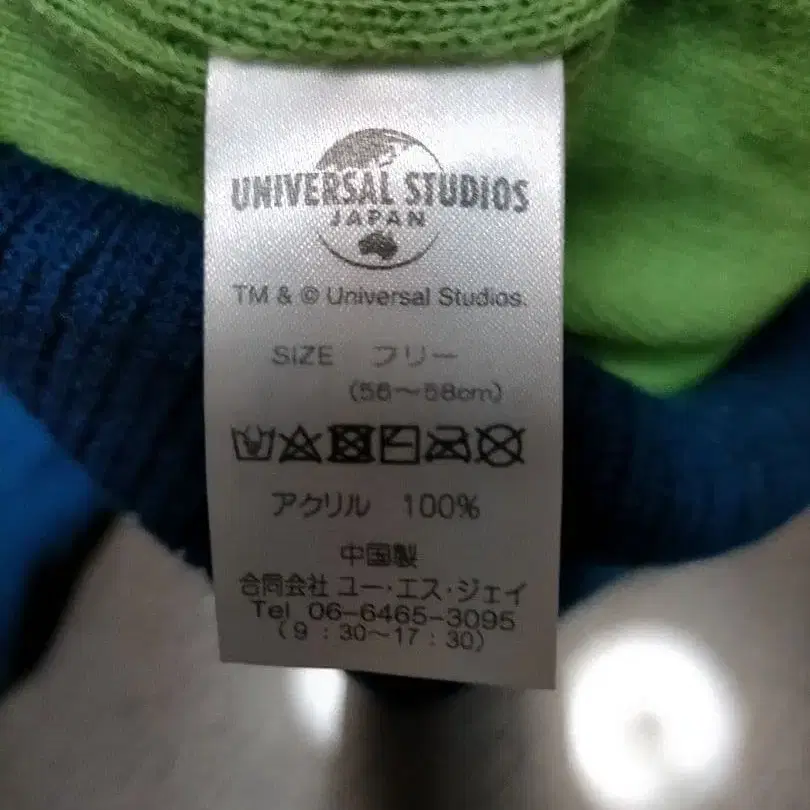 UNIVERSAL STUDIOS
JAPAN
TM & © Universal Studios.
SIZE フリー
(56～58cm)
アクリル 100%
中国製
合同会社 ユー・エス・ジェイ
Tel 06-6465-3095
(9：30～17：30)